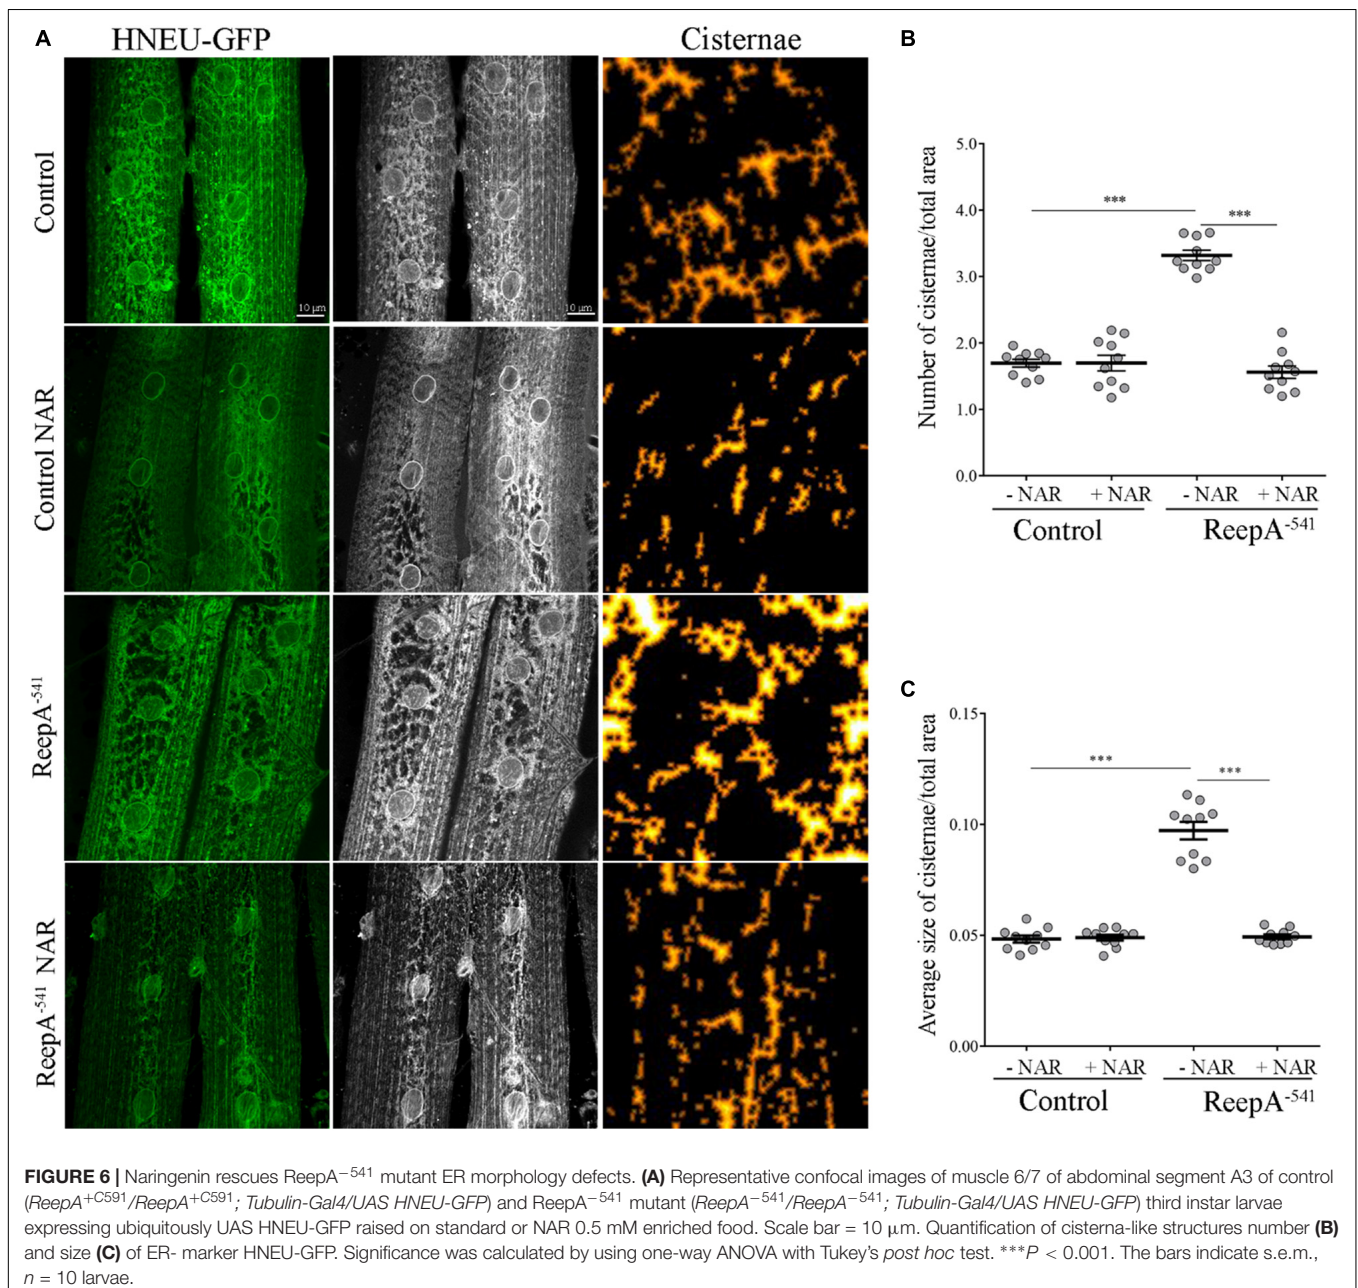 A
HNEU-GFP
Cisternae
Control
10 µm
10 µm
Control NAR
ReepA-541
ReepA-541 NAR
B
Number of cisternae/total area
5.0
4.0
3.0
2.0
1.0
0.0
***
***
- NAR
+ NAR
- NAR
+ NAR
Control
ReepA-541
C
Average size of cisternae/total area
0.15
0.10
0.05
0.00
***
***
- NAR
+ NAR
- NAR
+ NAR
Control
ReepA-541
FIGURE 6 | Naringenin rescues ReepA−541 mutant ER morphology defects. (A) Representative confocal images of muscle 6/7 of abdominal segment A3 of control
(ReepA+C591/ReepA+C591; Tubulin-Gal4/UAS HNEU-GFP) and ReepA−541 mutant (ReepA−541/ReepA−541; Tubulin-Gal4/UAS HNEU-GFP) third instar larvae
expressing ubiquitously UAS HNEU-GFP raised on standard or NAR 0.5 mM enriched food. Scale bar = 10 µm. Quantification of cisterna-like structures number (B)
and size (C) of ER- marker HNEU-GFP. Significance was calculated by using one-way ANOVA with Tukey's post hoc test. ***P < 0.001. The bars indicate s.e.m.,
n = 10 larvae.